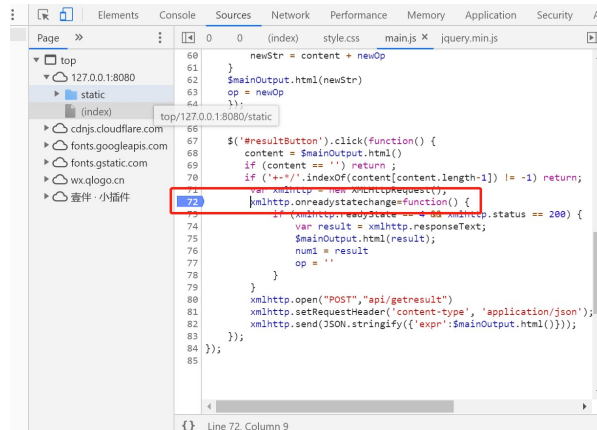 Elements Console Sources Network Performance Memory Application Security
Page » 0 0 (index) style.css main.js × jquery.min.js
top
127.0.0.1:8080
static
(index)
top/127.0.0.1:8080/static
cdnjs.cloudflare.com
fonts.googleapis.com
fonts.gstatic.com
wx.qlogo.cn
壹伴 · 小插件
60 newStr = content + newOp
61 }
62 $mainOutput.html(newStr)
63 op = newOp
64 });
66
67 $('#resultButton').click(function() {
68 content = $mainOutput.html()
69 if (content == '') return ;
70 if ('+-*/'.indexOf(content[content.length-1]) != -1) return;
71 var xmlhttp = new XMLHttpRequest();
72 xmlhttp.onreadystatechange=function() {
73 if (xmlhttp.readyState == 4 && xmlhttp.status == 200) {
74 var result = xmlhttp.responseText;
75 $mainOutput.html(result);
76 num1 = result
77 op = ''
78 }
79 }
80 xmlhttp.open("POST","api/getresult")
81 xmlhttp.setRequestHeader('content-type', 'application/json');
82 xmlhttp.send(JSON.stringify({'expr':$mainOutput.html()}));
83 });
84 });
85
{} Line 72, Column 9